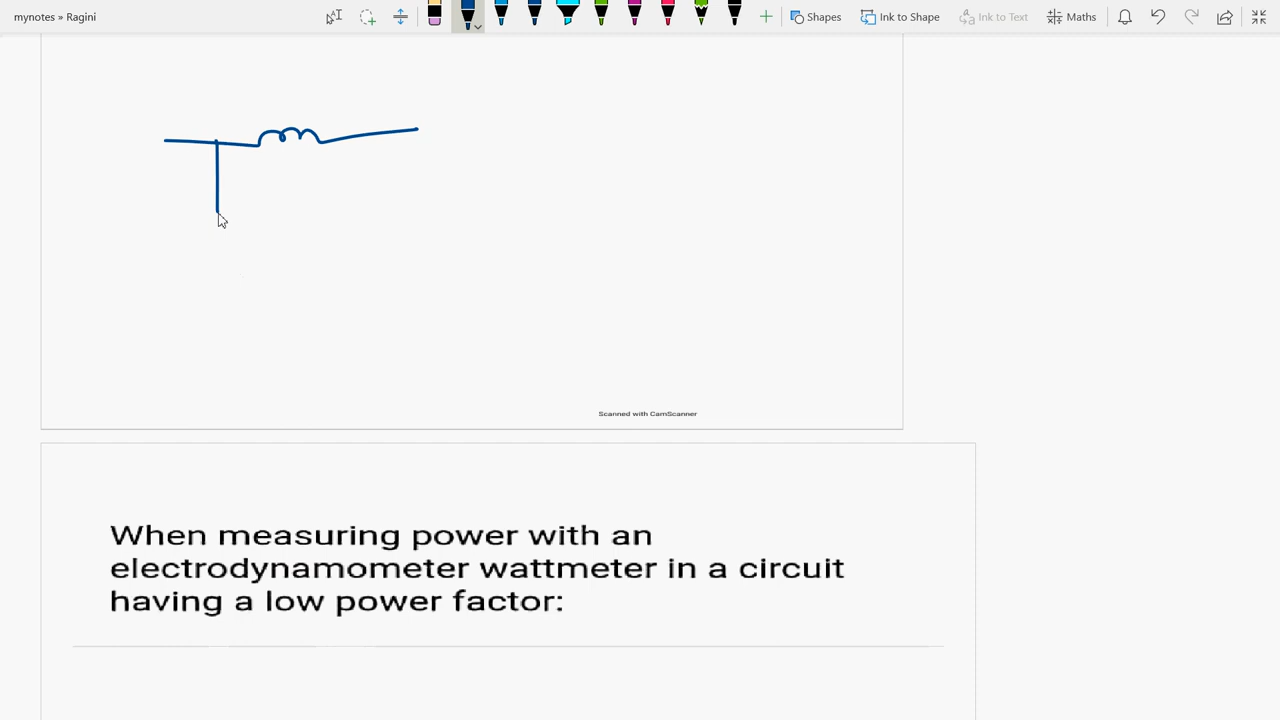 mynotes » Ragini
Shapes
Ink to Shape
Ink to Text
Maths
Scanned with CamScanner
When measuring power with an
electrodynamometer wattmeter in a circuit
having a low power factor: